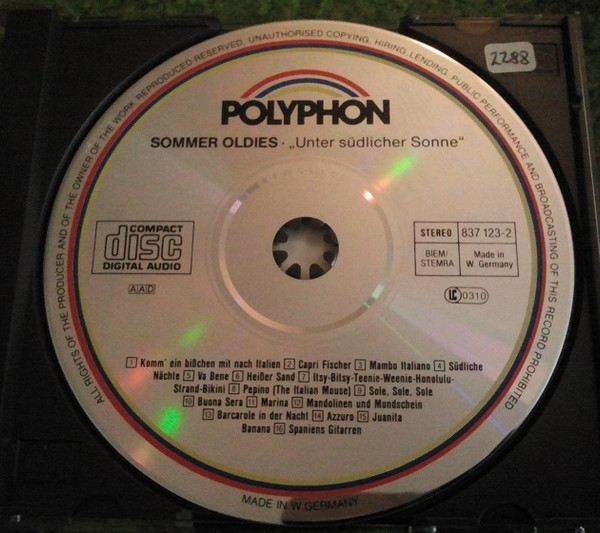 ALL RIGHTS OF THE PRODUCER AND OF THE OWNER OF THE WORK REPRODUCED RESERVED. UNAUTHORISED COPYING, HIRING, LENDING, PUBLIC PERFORMANCE AND BROADCASTING OF THIS RECORD PROHIBITED
2288
POLYPHON
SOMMER OLDIES · „Unter südlicher Sonne“
COMPACT
disc
DIGITAL AUDIO
AAD
STEREO 837 123-2
BIEM/ STEMRA Made in W. Germany
LC 0310
1 Komm' ein bißchen mit nach Italien 2 Capri Fischer 3 Mambo Italiano 4 Südliche
Nächte 5 Va Bene 6 Heißer Sand 7 Itsy-Bitsy-Teenie-Weenie-Honolulu-
Strand-Bikini 8 Pepino (The Italian Mouse) 9 Sole, Sole, Sole
10 Buona Sera 11 Marina 12 Mandolinen und Mundschein
13 Barcarole in der Nacht 14 Azzuro 15 Juanita
Banana 16 Spaniens Gitarren
MADE IN W. GERMANY